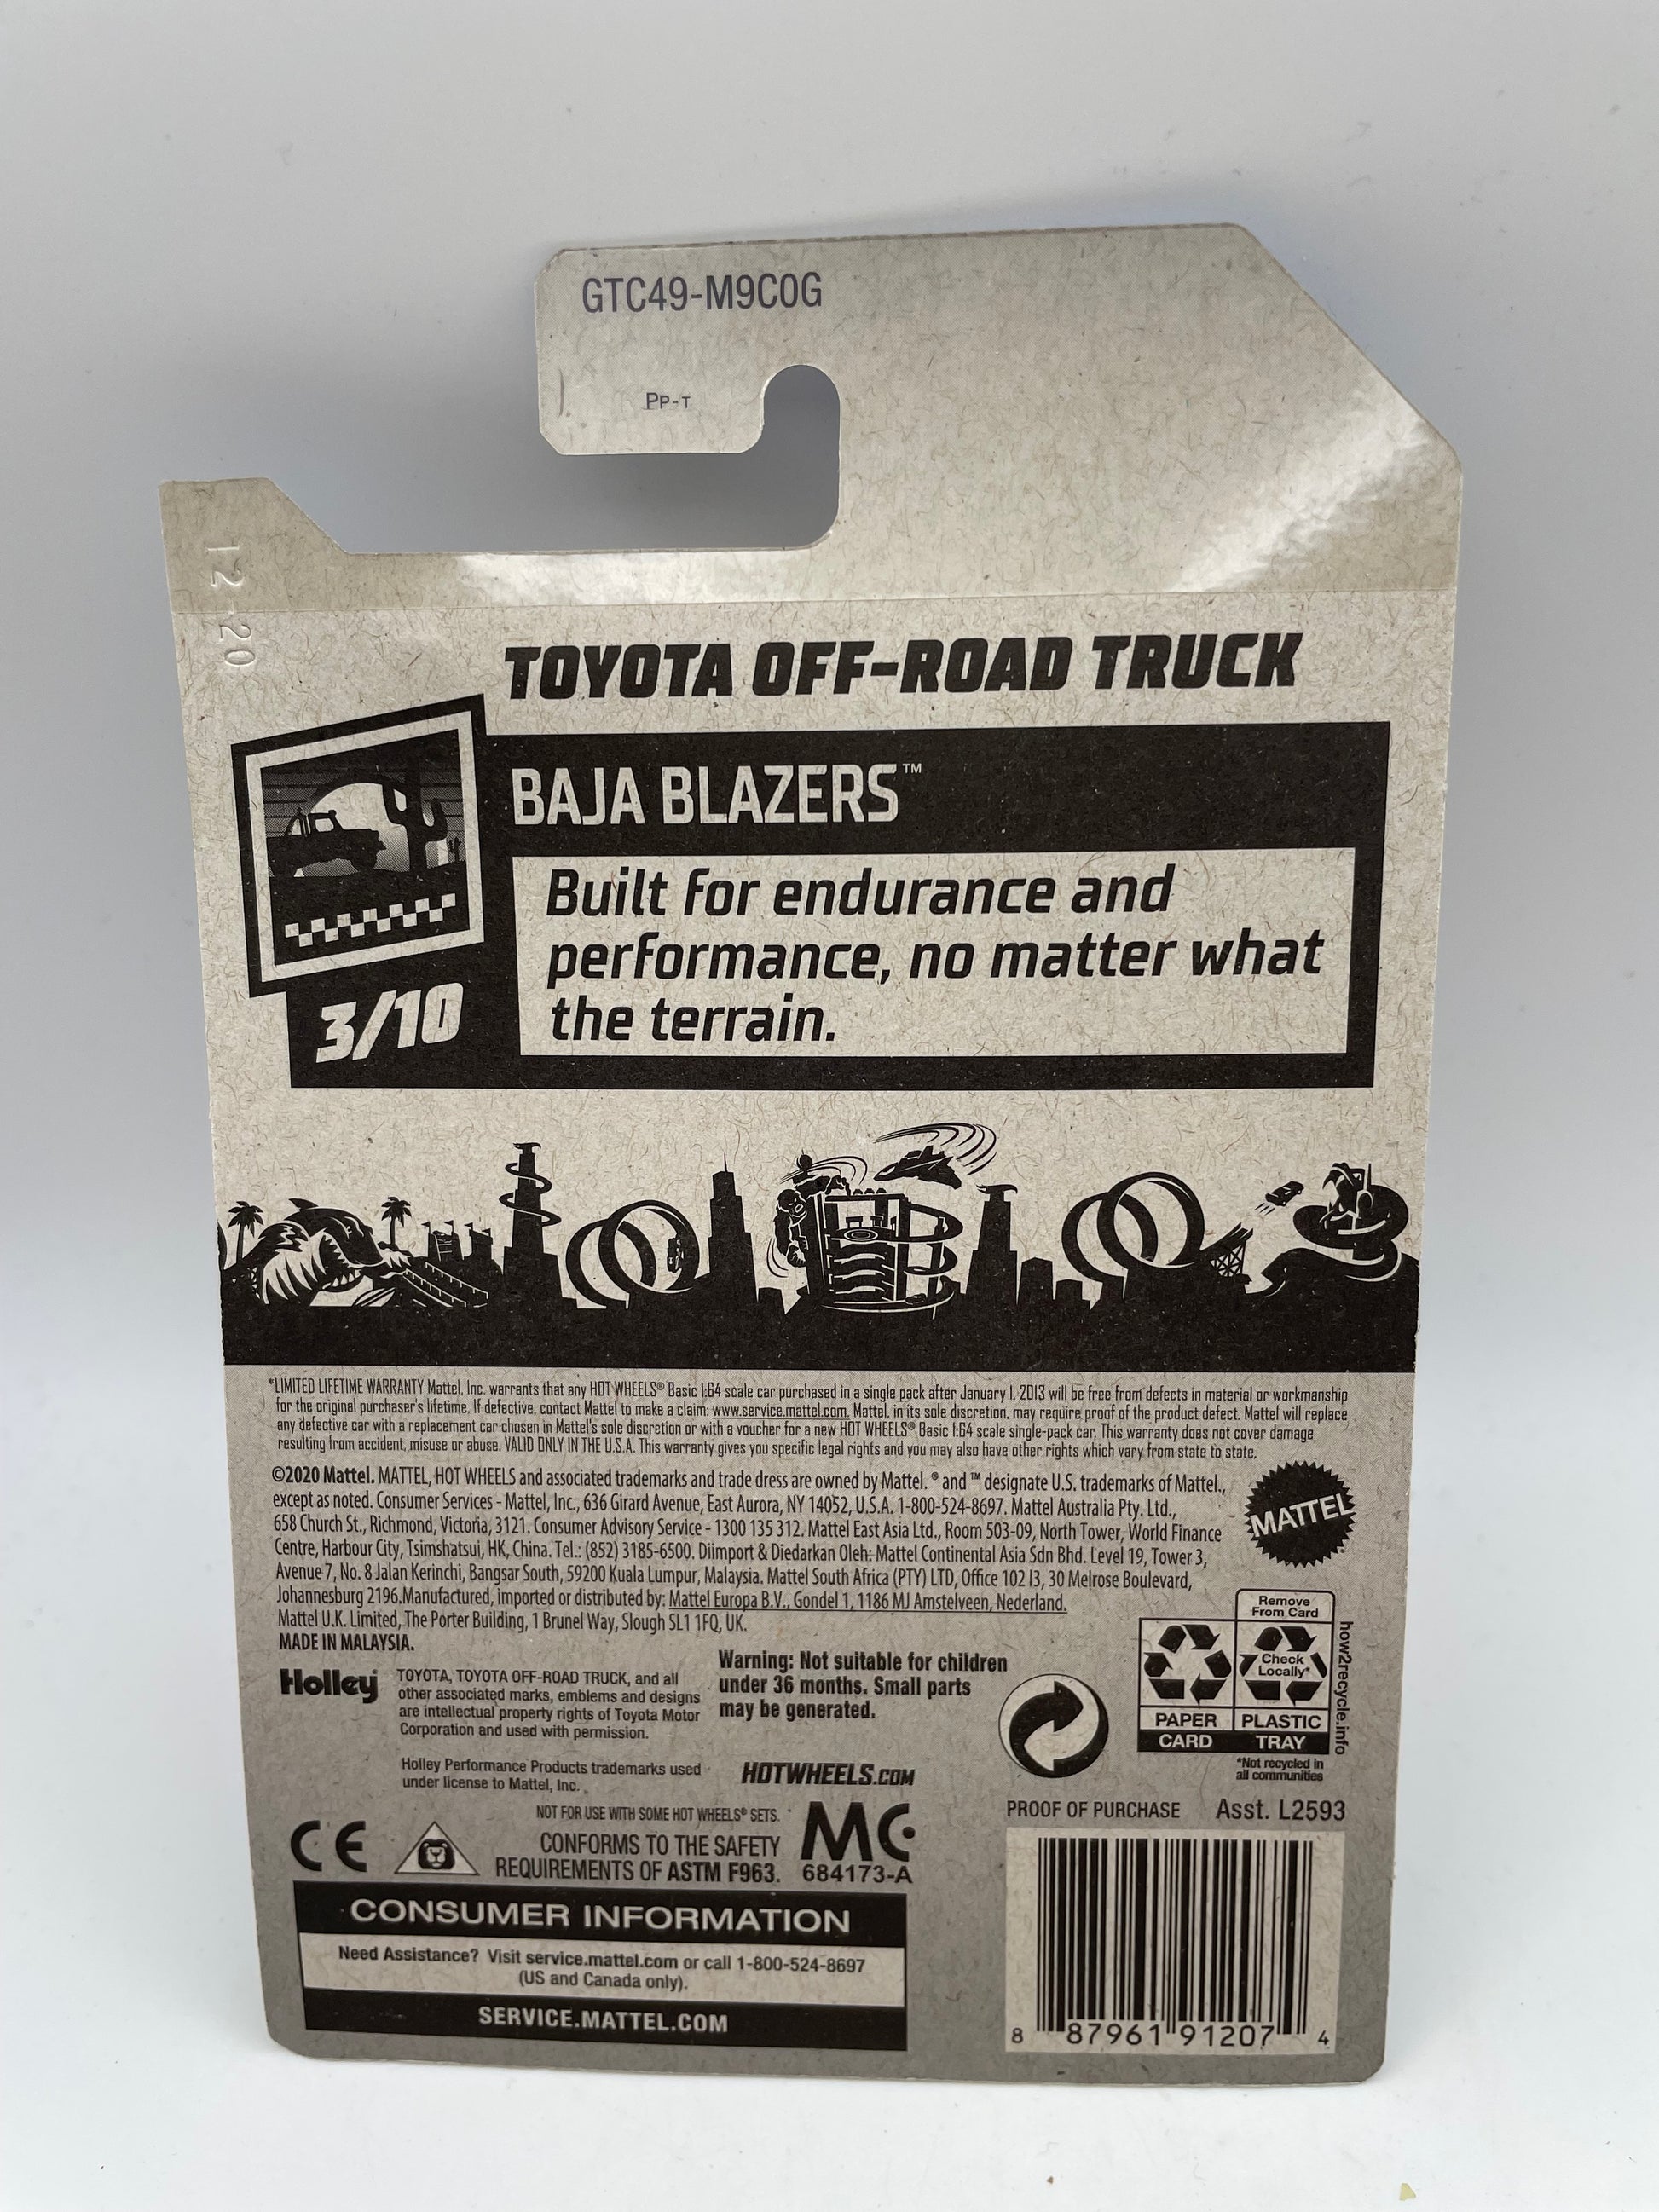 GTC49-M9C0G
PP-T
12 20
TOYOTA OFF-ROAD TRUCK
BAJA BLAZERS™
Built for endurance and
performance, no matter what
the terrain.
3/10
*LIMITED LIFETIME WARRANTY Mattel, Inc. warrants that any HOT WHEELS® Basic 1:64 scale car purchased in a single pack after January 1, 2013 will be free from defects in material or workmanship
for the original purchaser's lifetime. If defective, contact Mattel to make a claim: www.service.mattel.com. Mattel, in its sole discretion, may require proof of the product defect. Mattel will replace
any defective car with a replacement car chosen in Mattel's sole discretion or with a voucher for a new HOT WHEELS® Basic 1:64 scale single-pack car. This warranty does not cover damage
resulting from accident, misuse or abuse. VALID ONLY IN THE U.S.A. This warranty gives you specific legal rights and you may also have other rights which vary from state to state.
©2020 Mattel. MATTEL, HOT WHEELS and associated trademarks and trade dress are owned by Mattel. ® and ™ designate U.S. trademarks of Mattel.,
except as noted. Consumer Services - Mattel, Inc., 636 Girard Avenue, East Aurora, NY 14052, U.S.A. 1-800-524-8697. Mattel Australia Pty. Ltd.,
658 Church St., Richmond, Victoria, 3121. Consumer Advisory Service - 1300 135 312. Mattel East Asia Ltd., Room 503-09, North Tower, World Finance
Centre, Harbour City, Tsimshatsui, HK, China. Tel.: (852) 3185-6500. Diimport & Diedarkan Oleh: Mattel Continental Asia Sdn Bhd. Level 19, Tower 3,
Avenue 7, No. 8 Jalan Kerinchi, Bangsar South, 59200 Kuala Lumpur, Malaysia. Mattel South Africa (PTY) LTD, Office 102 I3, 30 Melrose Boulevard,
Johannesburg 2196.Manufactured, imported or distributed by: Mattel Europa B.V., Gondel 1, 1186 MJ Amstelveen, Nederland.
Mattel U.K. Limited, The Porter Building, 1 Brunel Way, Slough SL1 1FQ, UK.
MADE IN MALAYSIA.
MATTEL
Holley
TOYOTA, TOYOTA OFF-ROAD TRUCK, and all
other associated marks, emblems and designs
are intellectual property rights of Toyota Motor
Corporation and used with permission.
Holley Performance Products trademarks used
under license to Mattel, Inc.
Warning: Not suitable for children
under 36 months. Small parts
may be generated.
HOTWHEELS.COM
Remove
From Card
Check
Locally*
PAPER
PLASTIC
CARD
TRAY
*Not recycled in
all communities
how2recycle.info
NOT FOR USE WITH SOME HOT WHEELS® SETS.
CE
CONFORMS TO THE SAFETY
REQUIREMENTS OF ASTM F963.
MC
684173-A
PROOF OF PURCHASE
Asst. L2593
CONSUMER INFORMATION
Need Assistance? Visit service.mattel.com or call 1-800-524-8697
(US and Canada only).
SERVICE.MATTEL.COM
8 87961 91207 4